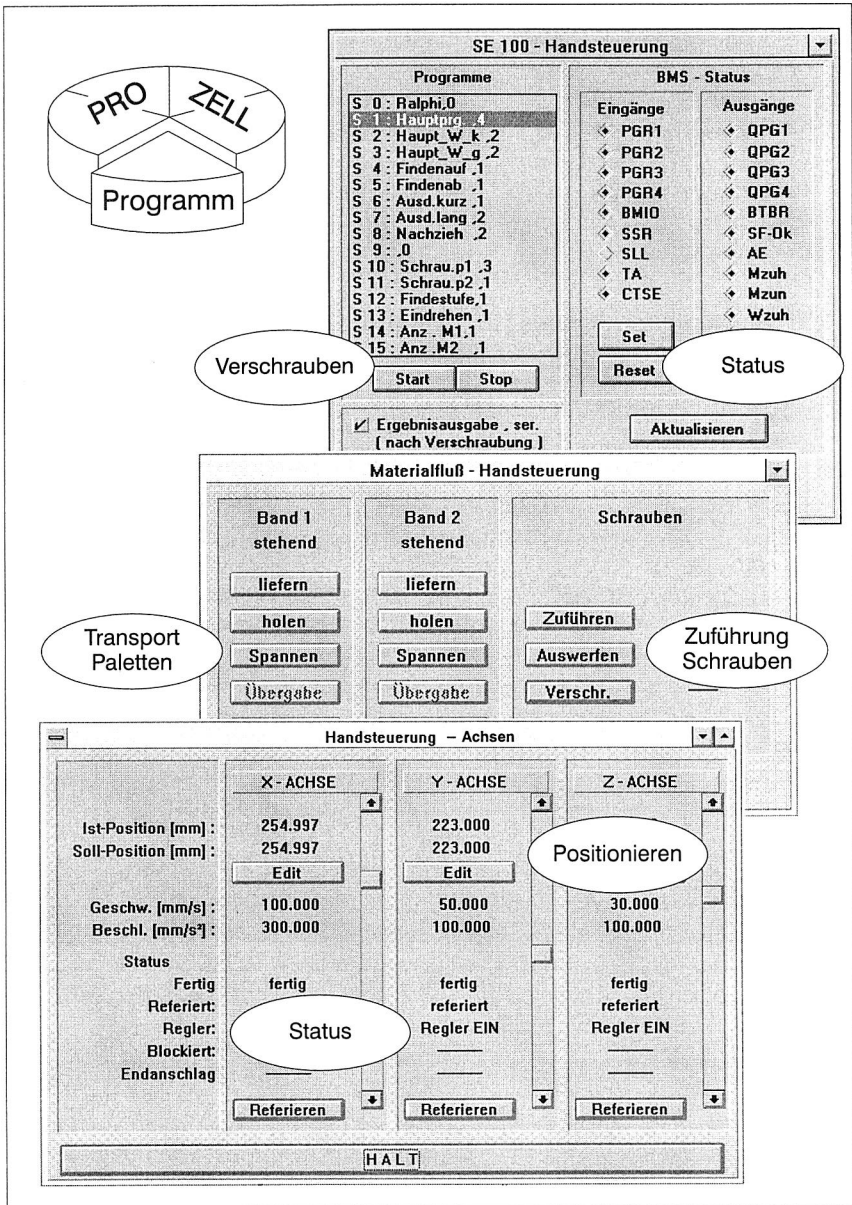 PRO ZELL
Programm
SE 100 - Handsteuerung
Programme
S 0 : Ralphi,0
S 1 : Hauptprg. ,4
S 2 : Haupt_W_k ,2
S 3 : Haupt_W_g ,2
S 4 : Findenauf ,1
S 5 : Findenab ,1
S 6 : Ausd.kurz ,1
S 7 : Ausd.lang ,2
S 8 : Nachzieh ,2
S 9 : ,0
S 10 : Schrau.p1 ,3
S 11 : Schrau.p2 ,1
S 12 : Findestufe,1
S 13 : Eindrehen ,1
S 14 : Anz . M1,1
S 15 : Anz .M2 ,1
Start Stop
Verschrauben
Ergebnisausgabe , ser.
( nach Verschraubung )
BMS - Status
Eingänge
PGR1
PGR2
PGR3
PGR4
BMIO
SSR
SLL
TA
CTSE
Set
Reset
Ausgänge
QPG1
QPG2
QPG3
QPG4
BTBR
SF-Ok
AE
Mzuh
Mzun
Wzuh
Status
Aktualisieren
Materialfluß - Handsteuerung
Band 1
stehend
liefern
holen
Spannen
Übergabe
Transport
Paletten
Band 2
stehend
liefern
holen
Spannen
Übergabe
Schrauben
Zuführen
Auswerfen
Verschr.
Zuführung
Schrauben
Handsteuerung – Achsen
X - ACHSE Y - ACHSE Z - ACHSE
Ist-Position [mm] : 254.997 223.000
Soll-Position [mm] : 254.997 223.000
Edit Edit
Positionieren
Geschw. [mm/s] : 100.000 50.000 30.000
Beschl. [mm/s²] : 300.000 100.000 100.000
Status
Fertig fertig fertig fertig
Referiert: referiert referiert
Regler: Regler EIN Regler EIN
Status
Blockiert:
Endanschlag
Referieren Referieren Referieren
HALT